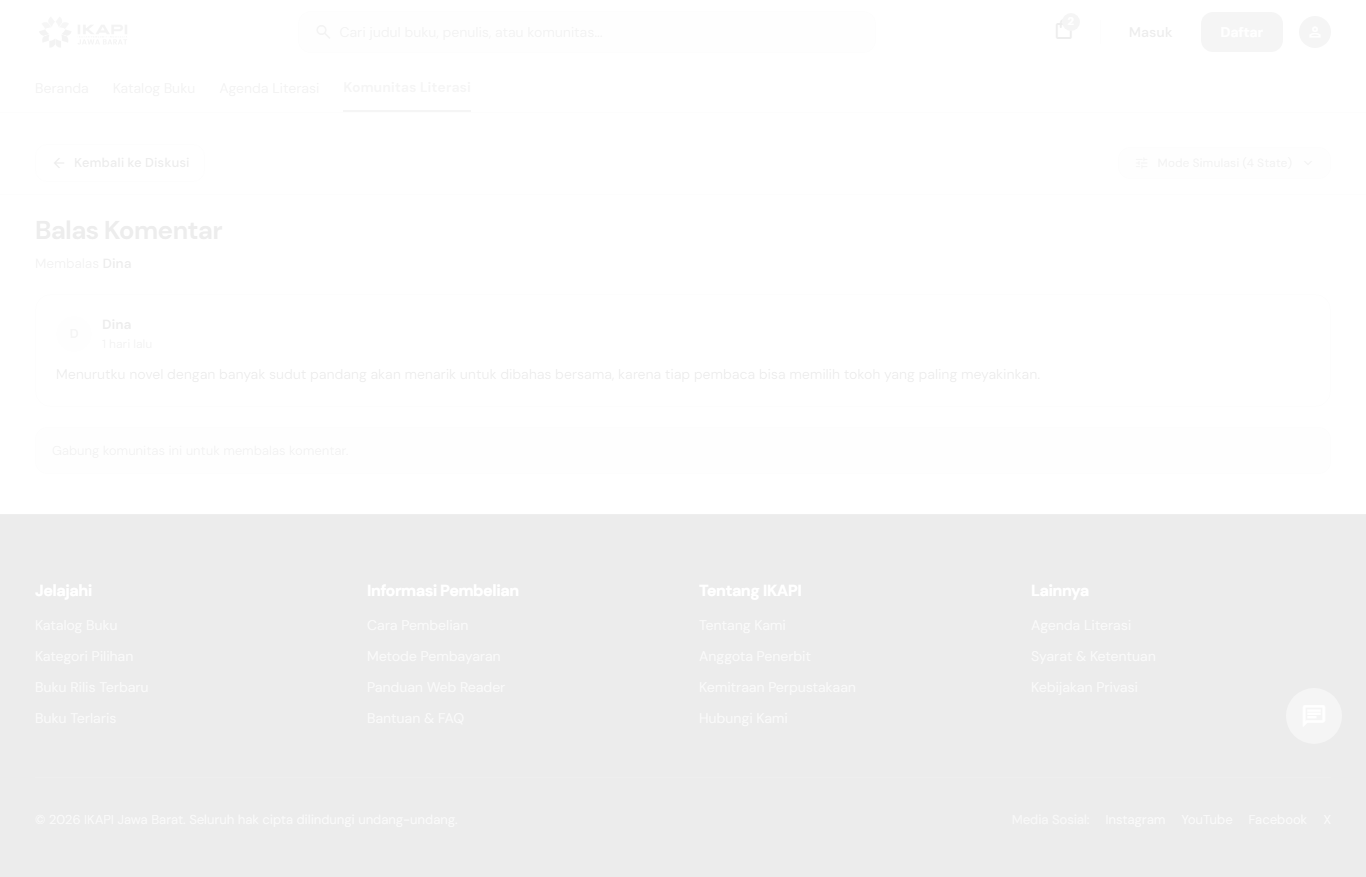 IKAPI
JAWA BARAT
Cari judul buku, penulis, atau komunitas...
2
Masuk
Daftar
Beranda
Katalog Buku
Agenda Literasi
Komunitas Literasi
Kembali ke Diskusi
Mode Simulasi (4 State)
Balas Komentar
Membalas Dina
D
Dina
1 hari lalu
Menurutku novel dengan banyak sudut pandang akan menarik untuk dibahas bersama, karena tiap pembaca bisa memilih tokoh yang paling meyakinkan.
Gabung komunitas ini untuk membalas komentar.
Jelajahi
Katalog Buku
Kategori Pilihan
Buku Rilis Terbaru
Buku Terlaris
Informasi Pembelian
Cara Pembelian
Metode Pembayaran
Panduan Web Reader
Bantuan & FAQ
Tentang IKAPI
Tentang Kami
Anggota Penerbit
Kemitraan Perpustakaan
Hubungi Kami
Lainnya
Agenda Literasi
Syarat & Ketentuan
Kebijakan Privasi
© 2026 IKAPI Jawa Barat. Seluruh hak cipta dilindungi undang-undang.
Media Sosial: Instagram YouTube Facebook X